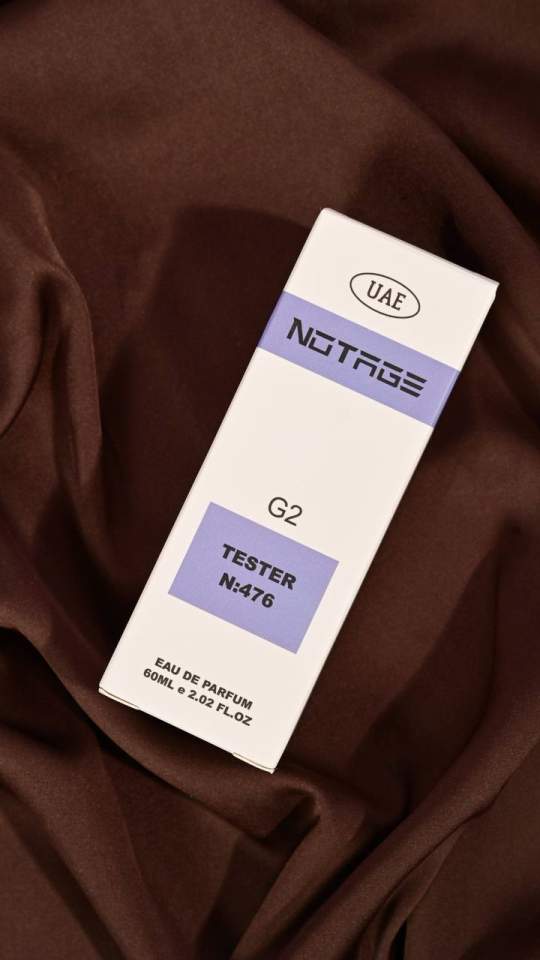 UAE
NOTAGE
G2
TESTER
N:476
EAU DE PARFUM
60ML e 2.02 FL.OZ